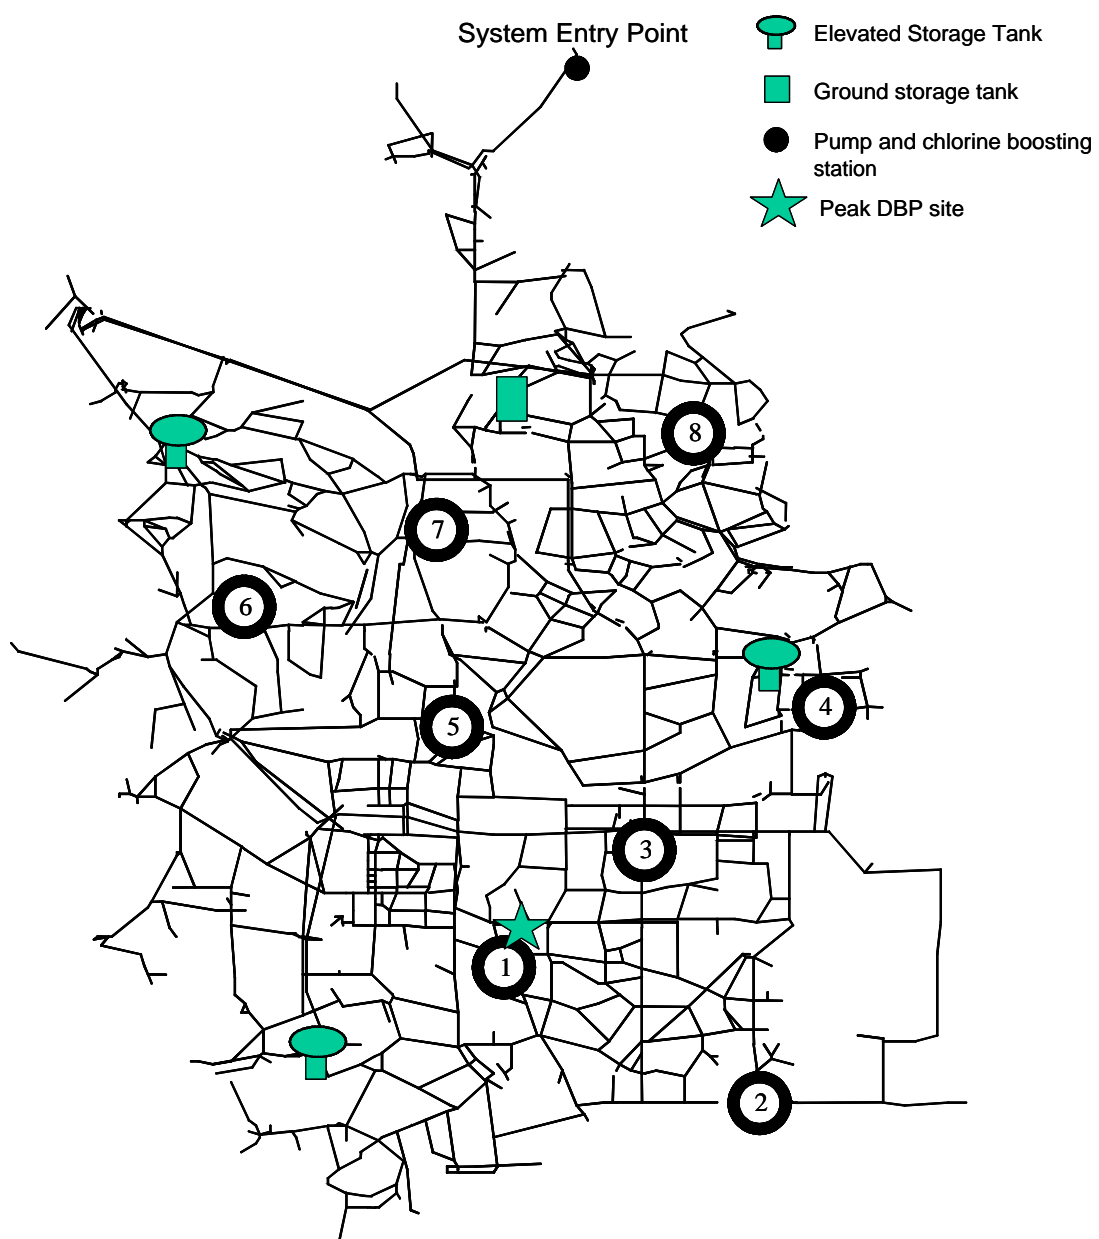 System Entry Point
Elevated Storage Tank
Ground storage tank
Pump and chlorine boosting
station
Peak DBP site
8
7
6
4
5
3
1
2